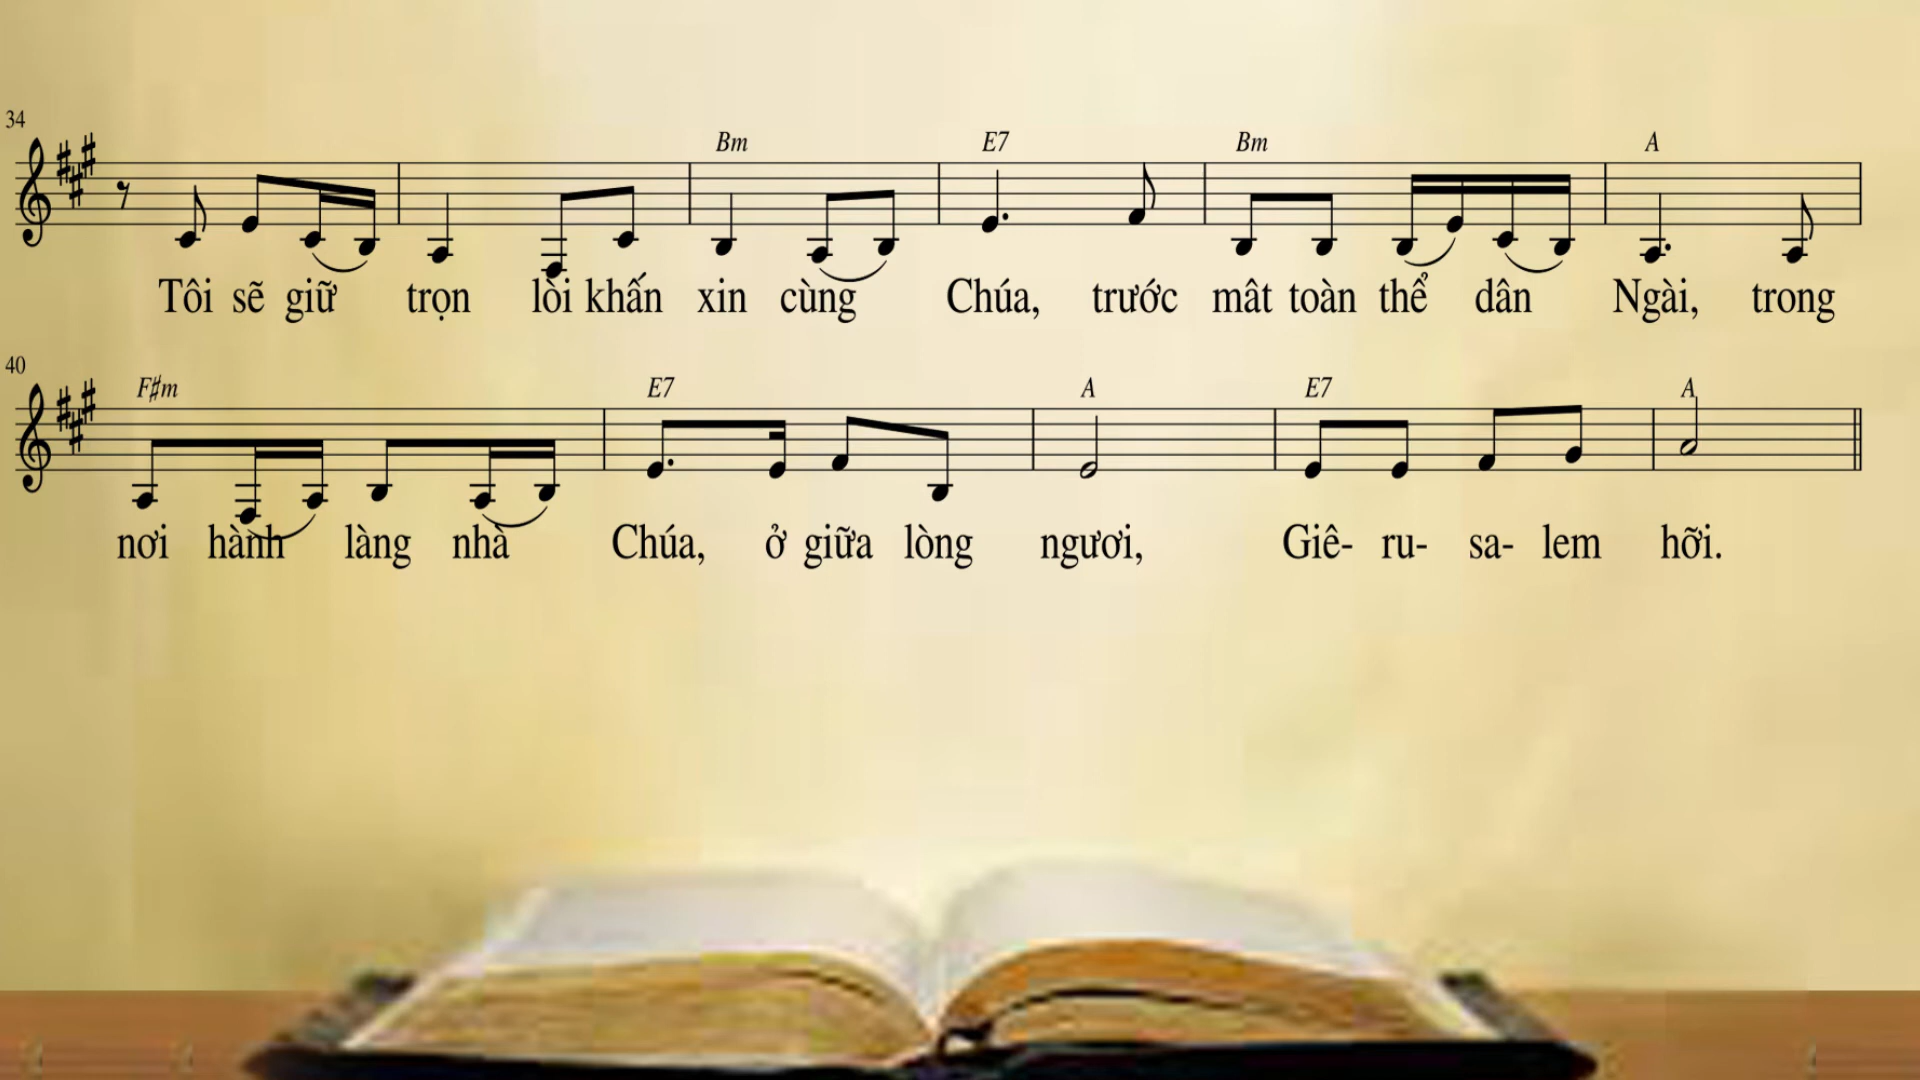 34
Bm E7 Bm A
Tôi sẽ giữ trọn lời khấn xin cùng Chúa, trước mât toàn thể dân Ngài, trong
40
F♯m E7 A E7 A
nơi hành làng nhà Chúa, ở giữa lòng ngươi, Giê- ru- sa- lem hỡi.